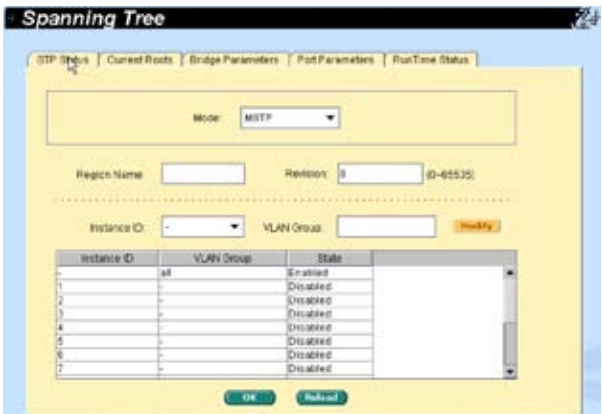 Spanning Tree
24
STP Status Current Roots Bridge Parameters Port Parameters RunTime Status
Mode: MSTP
Region Name Revision: 0 (0~65535)
Instance ID: - VLAN Group: Modify
Instance ID VLAN Group State
- all Enabled
1 - Disabled
2 - Disabled
3 - Disabled
4 - Disabled
5 - Disabled
6 - Disabled
7 - Disabled
OK Reload